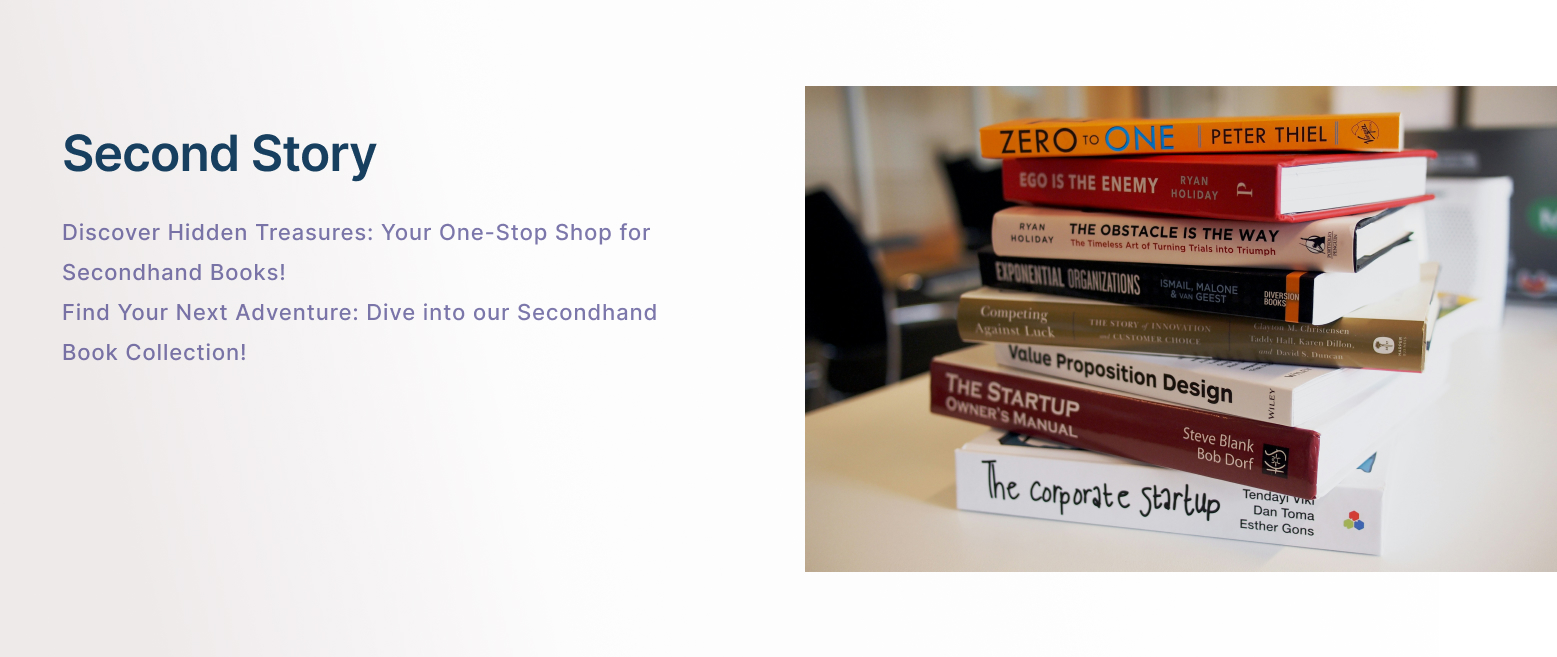 Second Story
Discover Hidden Treasures: Your One-Stop Shop for
Secondhand Books!
Find Your Next Adventure: Dive into our Secondhand
Book Collection!
ZERO TO ONE | PETER THIEL |
EGO IS THE ENEMY RYAN HOLIDAY P
RYAN HOLIDAY THE OBSTACLE IS THE WAY
The Timeless Art of Turning Trials into Triumph
EXPONENTIAL ORGANIZATIONS ISMAIL, MALONE & VAN GEEST DIVERSION BOOKS
Competing Against Luck THE STORY of INNOVATION and CUSTOMER CHOICE Clayton M. Christensen
Taddy Hall, Karen Dillon,
and David S. Duncan
Value Proposition Design WILEY
THE STARTUP
OWNER'S MANUAL
Steve Blank
Bob Dorf
The corporate startup
Tendayi Viki
Dan Toma
Esther Gons